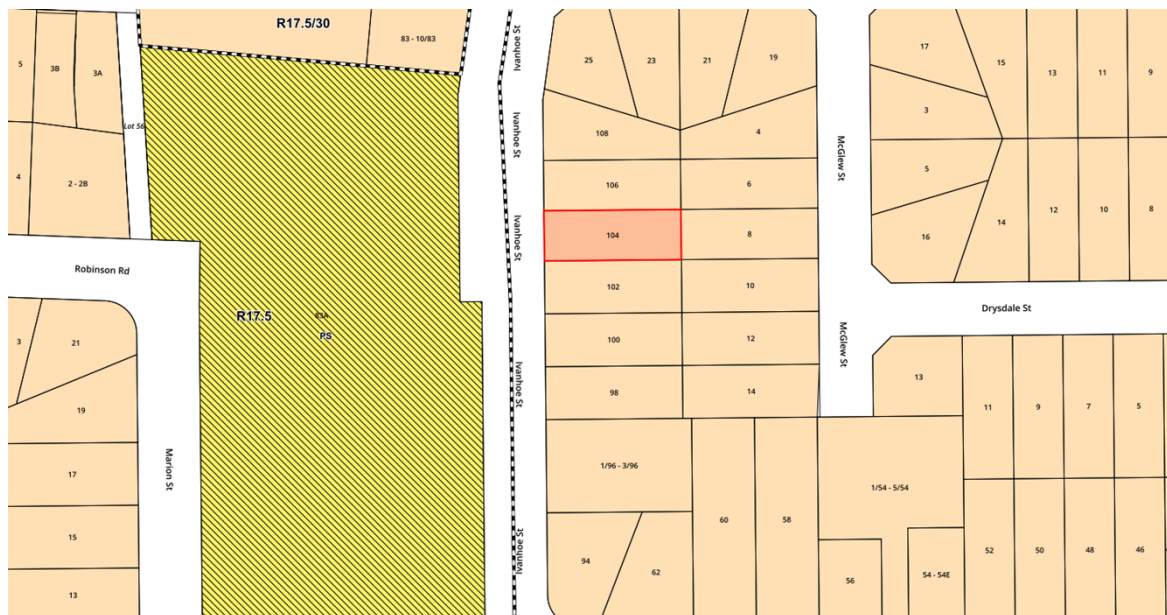 R17.5/30
83 - 10/83
Ivanhoe St
5
3B
3A
25
23
21
19
17
15
13
11
9
Lot 56
Ivanhoe St
108
4
McGlew St
3
4
2 - 2B
106
6
5
Ivanhoe St
104
8
16
14
12
10
8
Robinson Rd
102
10
Drysdale St
R17.5
83A
PS
3
21
100
12
McGlew St
Ivanhoe St
98
14
13
19
11
9
7
5
17
Marion St
1/96 - 3/96
1/54 - 5/54
60
58
15
Ivanhoe St
94
62
52
50
48
46
56
54 - 54E
13